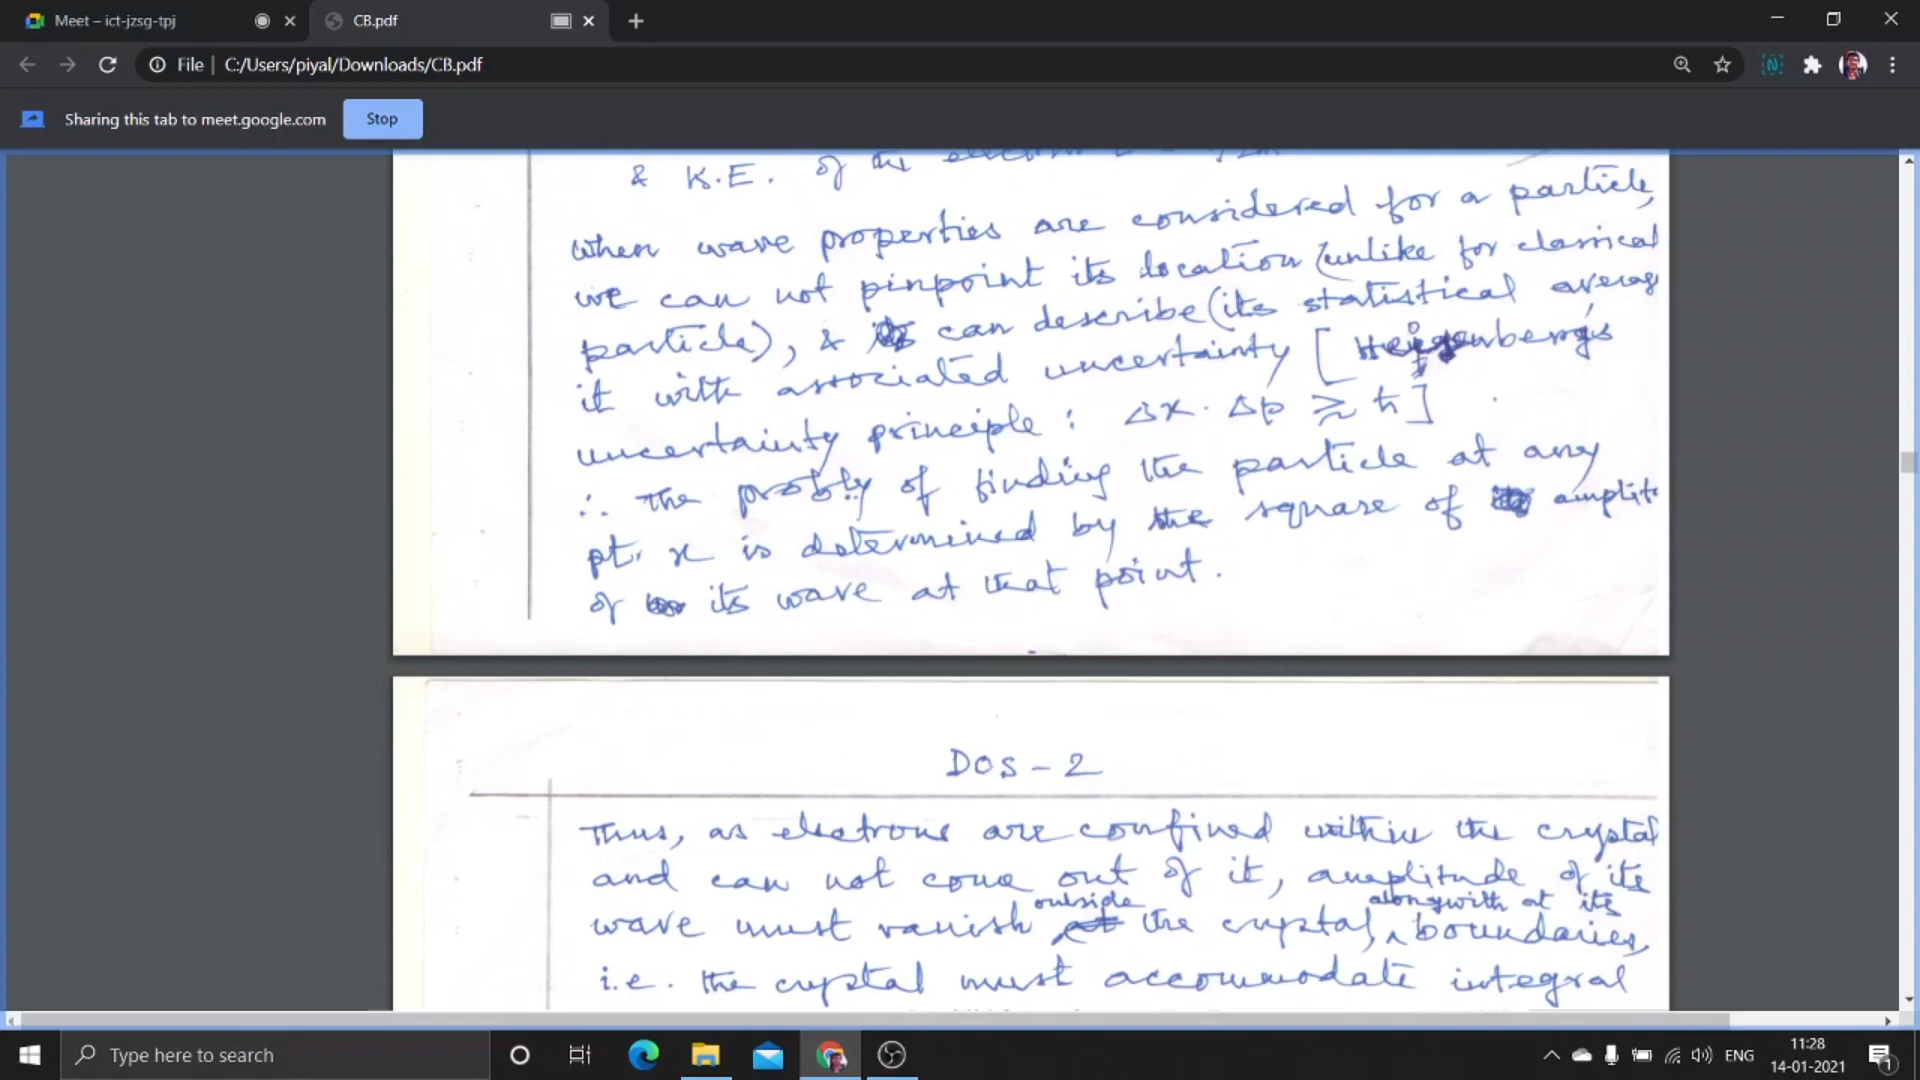 Meet – ict-jzsg-tpj
CB.pdf
File | C:/Users/piyal/Downloads/CB.pdf
Sharing this tab to meet.google.com Stop
& K.E. of the electron
When wave properties are considered for a particle,
we can not pinpoint its location (unlike for classical
particle), & can describe (its statistical averag
it with associated uncertainty [Heisenberg's
uncertainty principle : Δx. Δp ≥ ħ]
∴ the probly of finding the particle at any
pt. x is determined by the square of amplit
of its wave at that point.
DOS - 2
Thus, as electrons are confined within the crystal
and can not come out of it, amplitude of its
outside alongwith at its
wave must vanish the crystal, ^ boundaries,
i.e. the crystal must accommodate integral
Type here to search
ENG
11:28
14-01-2021
1